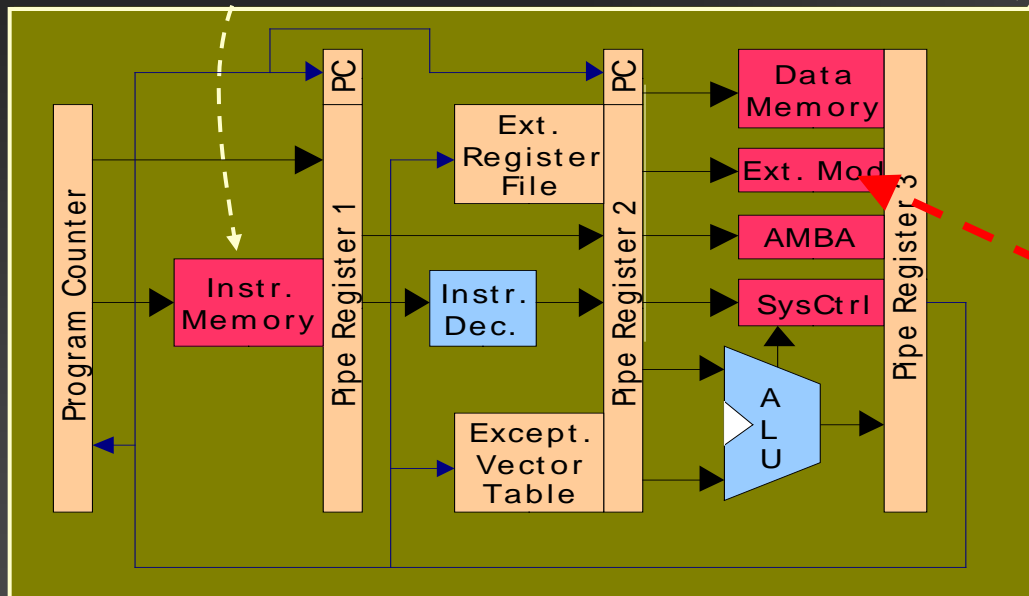 Program Counter
Instr.
Memory
PC
Pipe Register 1
Ext.
Register
File
Instr.
Dec.
Except.
Vector
Table
PC
Pipe Register 2
Data
Memory
Ext. Mod
AMBA
SysCtrl
A
L
U
Pipe Register 3